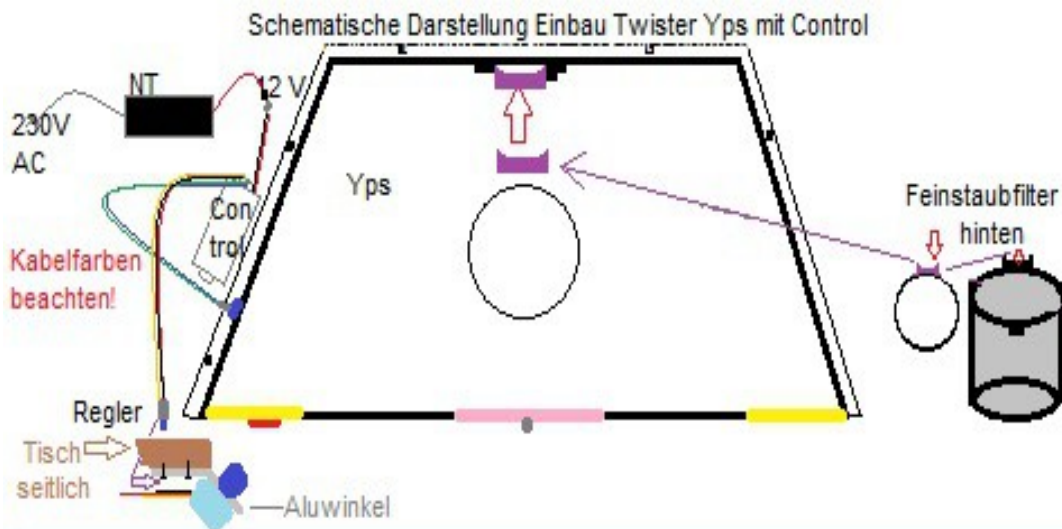 Schematische Darstellung Einbau Twister Yps mit Control
NT
12 V
230V
AC
Yps
Con
trol
Feinstaubfilter
hinten
Kabelfarben
beachten!
Regler
Tisch
seitlich
Aluwinkel